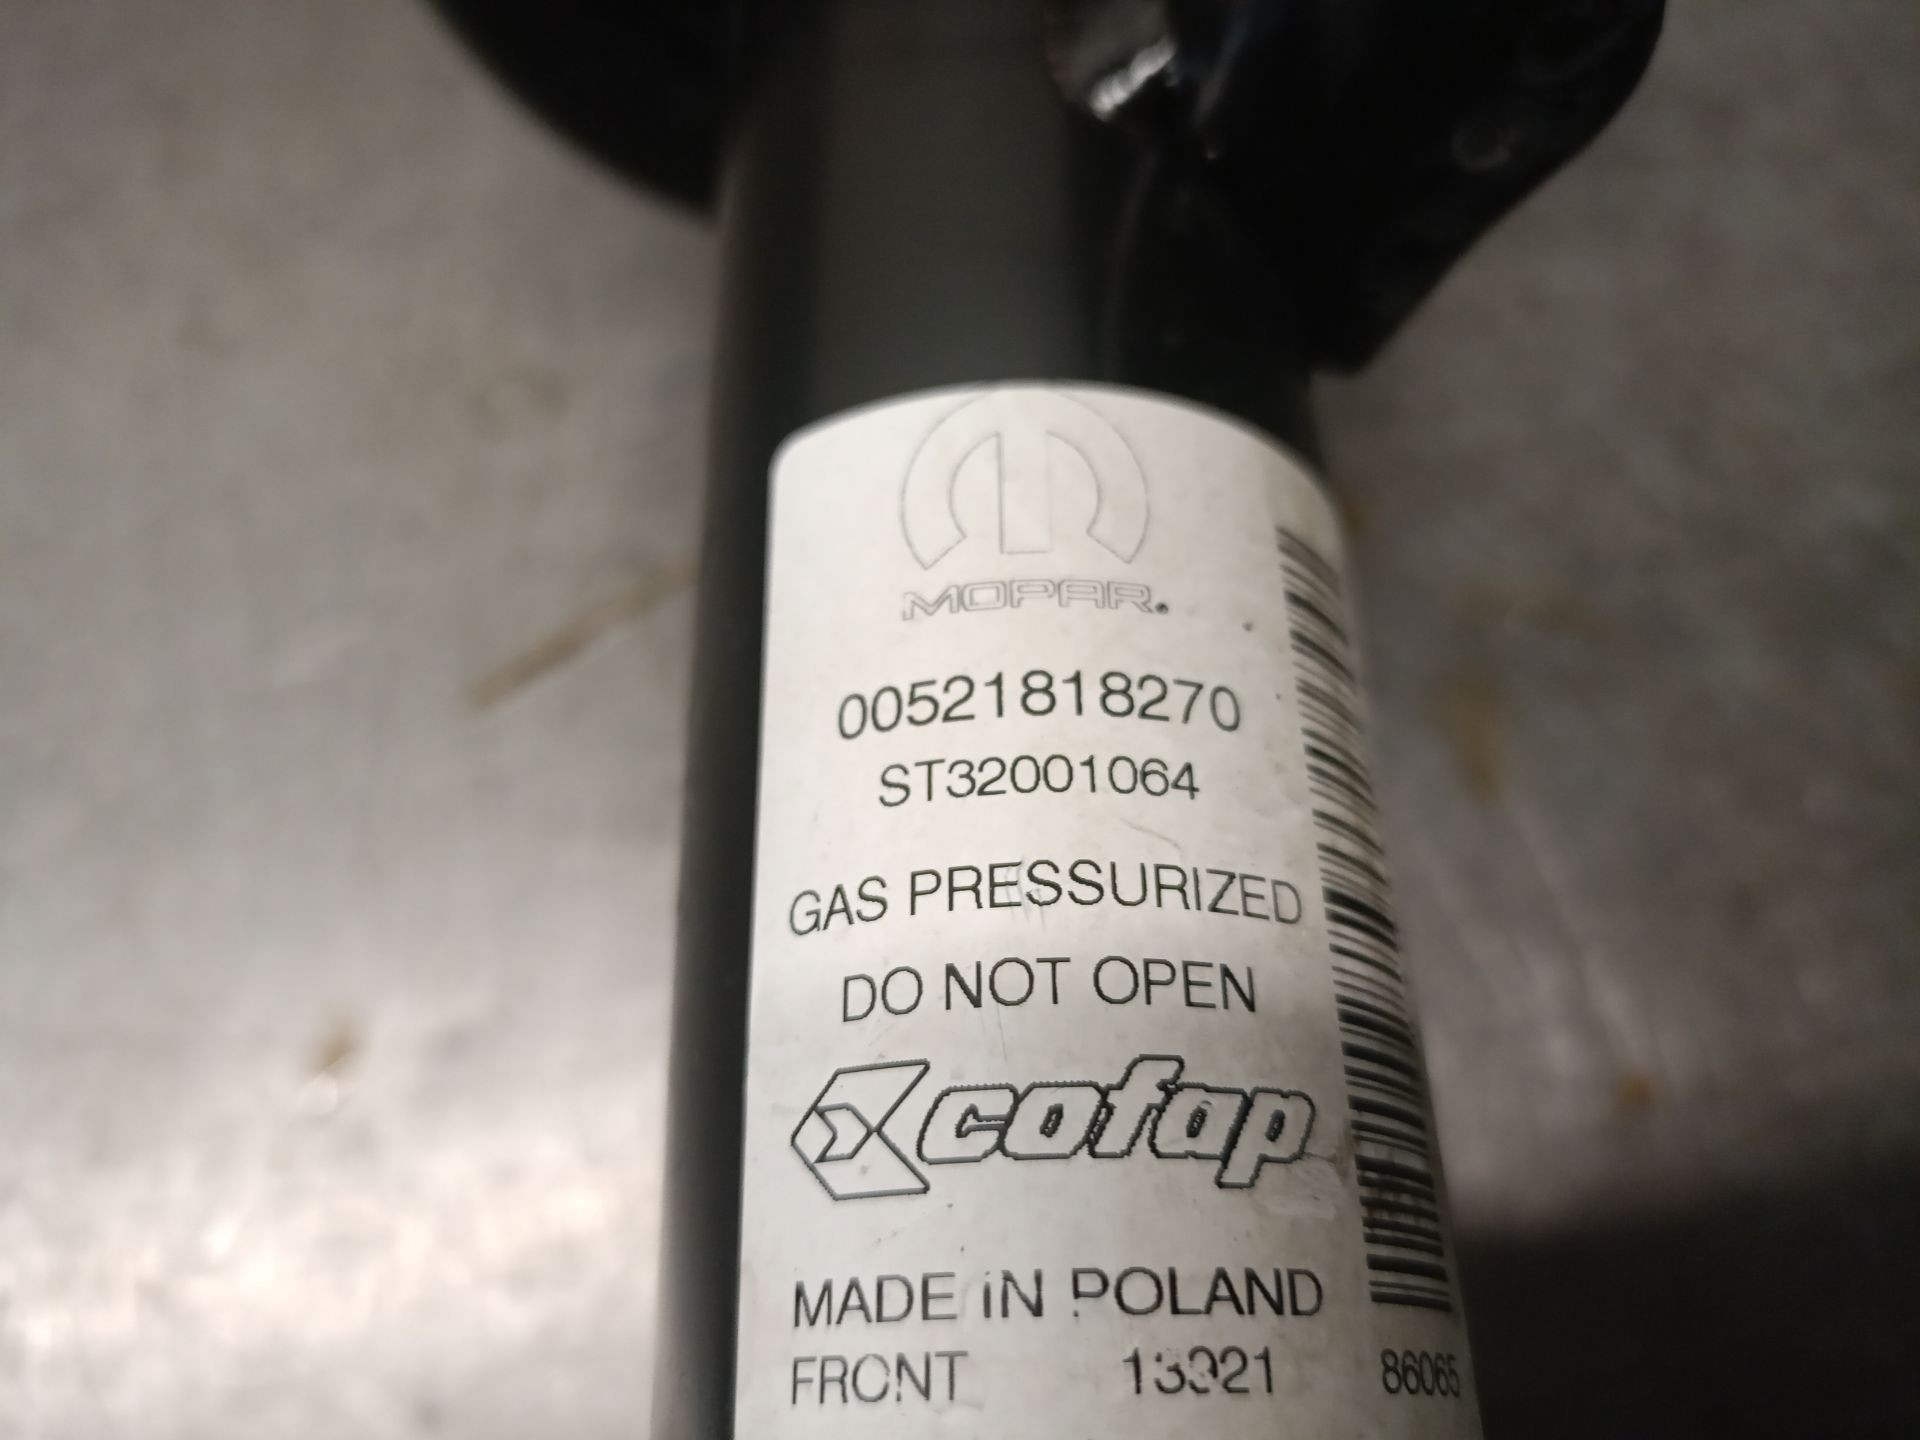 MOPAR.
00521818270
ST32001064
GAS PRESSURIZED
DO NOT OPEN
cofap
MADE IN POLAND
FRONT 86065